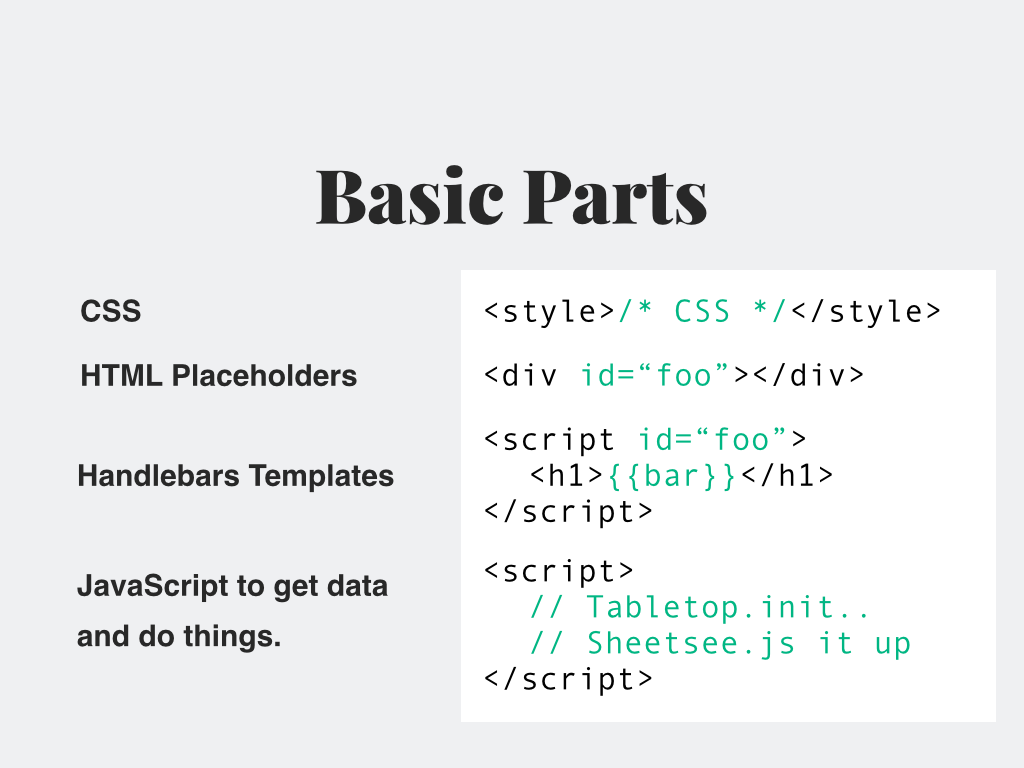 Basic Parts
CSS
<style>/* CSS */</style>
HTML Placeholders
<div id=“foo”></div>
Handlebars Templates
<script id=“foo”>
<h1>{{bar}}</h1>
</script>
JavaScript to get data
and do things.
<script>
// Tabletop.init..
// Sheetsee.js it up
</script>